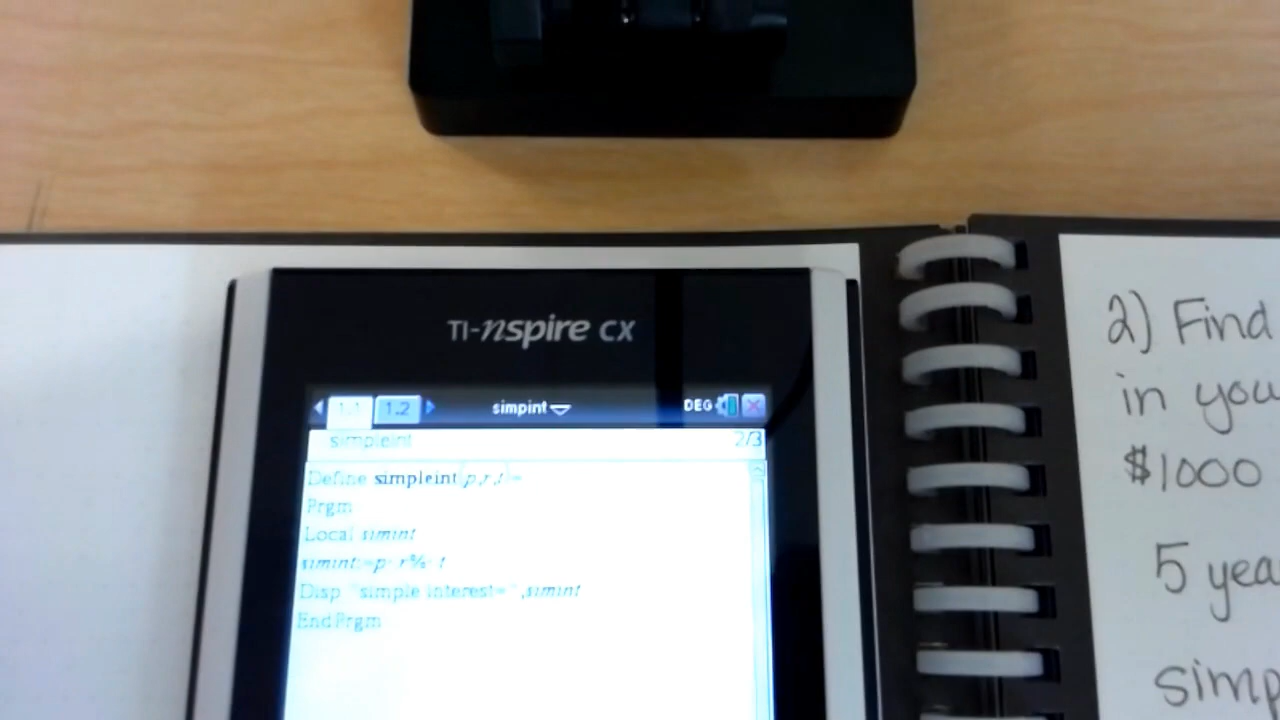 TI-nspire CX
1.1 1.2 simpint DEG
simpleint 2/3
Define simpleint(p,r,t)=
Prgm
Local simint
simint:=p·r%·t
Disp "simple interest=",simint
EndPrgm
2) Find
in you
$1000
5 yea
simp